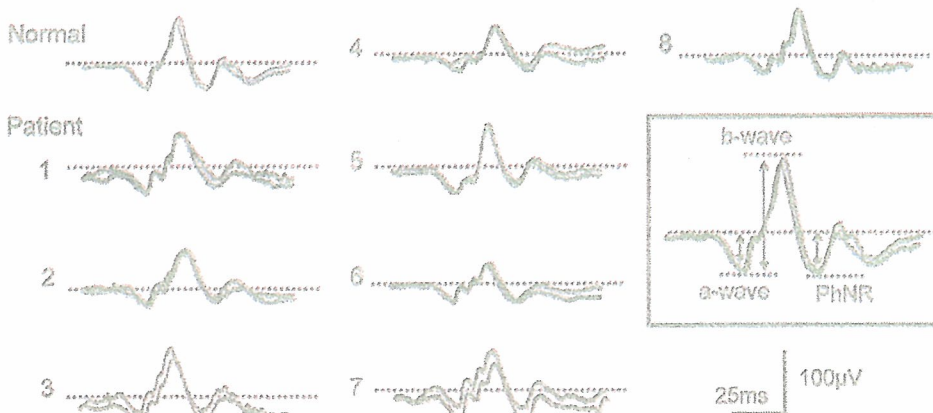 Normal
Patient
1
2
3
4
5
6
7
8
b-wave
a-wave
PhNR
25ms
100µV